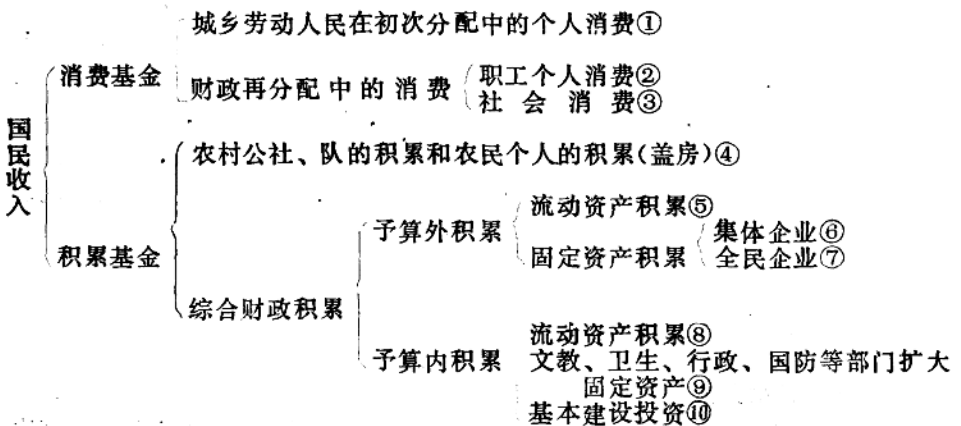 国民收入
消费基金
城乡劳动人民在初次分配中的个人消费①
财政再分配中的消费
职工个人消费②
社会消费③
积累基金
农村公社、队的积累和农民个人的积累(盖房)④
综合财政积累
予算外积累
流动资产积累⑤
固定资产积累
集体企业⑥
全民企业⑦
予算内积累
流动资产积累⑧
文教、卫生、行政、国防等部门扩大
固定资产⑨
基本建设投资⑩